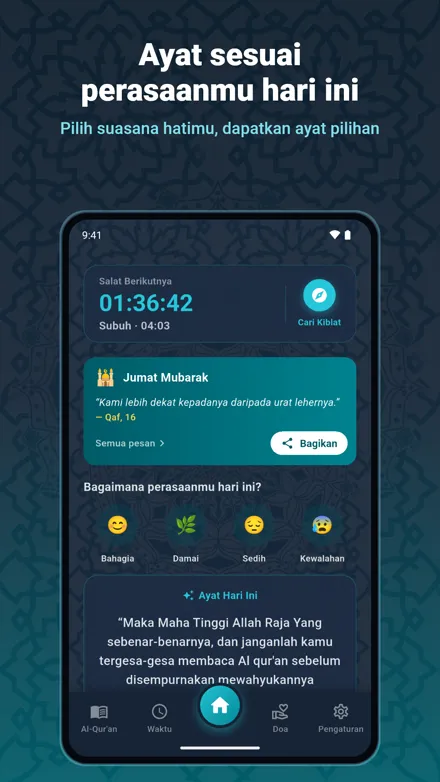 Ayat sesuai
perasaanmu hari ini
Pilih suasana hatimu, dapatkan ayat pilihan
9:41
Salat Berikutnya
01:36:42
Subuh · 04:03
Cari Kiblat
Jumat Mubarak
“Kami lebih dekat kepadanya daripada urat lehernya.”
— Qaf, 16
Semua pesan
Bagikan
Bagaimana perasaanmu hari ini?
Bahagia
Damai
Sedih
Kewalahan
Ayat Hari Ini
“Maka Maha Tinggi Allah Raja Yang
sebenar-benarnya, dan janganlah kamu
tergesa-gesa membaca Al qur'an sebelum
disempurnakan mewahyukannya
Al-Qur'an
Waktu
Doa
Pengaturan